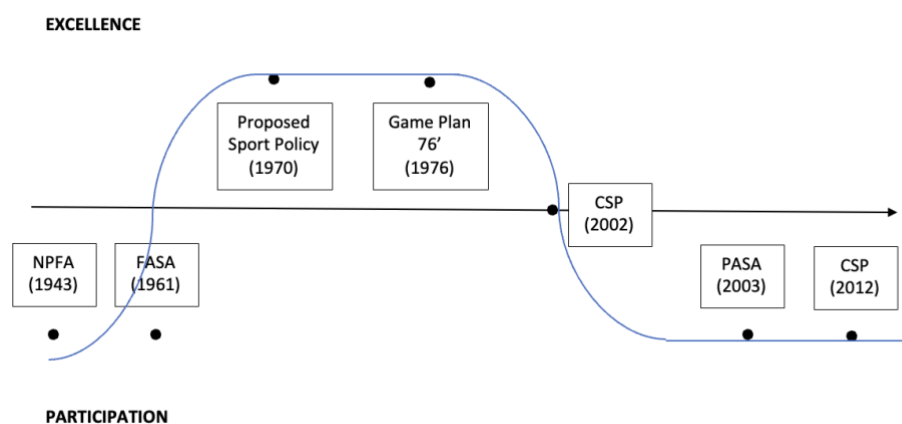 EXCELLENCE
Proposed
Sport Policy
(1970)
Game Plan
76’
(1976)
CSP
(2002)
NPFA
(1943)
FASA
(1961)
PASA
(2003)
CSP
(2012)
PARTICIPATION